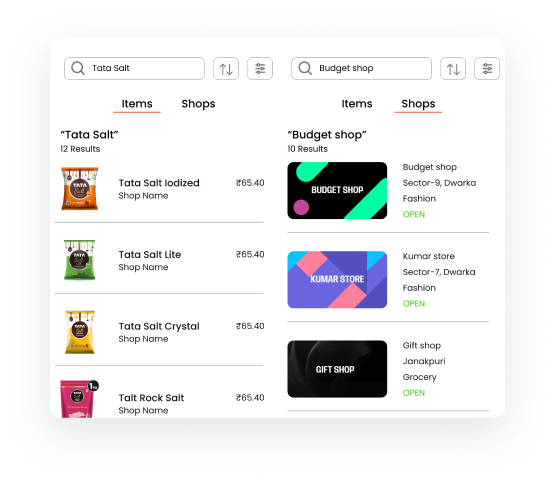 Tata Salt
Items Shops
“Tata Salt”
12 Results
TATA
Salt
Tata Salt Iodized
₹65.40
Shop Name
TATA
Tata Salt Lite
₹65.40
Shop Name
TATA
Tata Salt Crystal
₹65.40
Shop Name
1kg
TATA
Talt Rock Salt
₹65.40
Shop Name
Budget shop
Items Shops
“Budget shop”
10 Results
BUDGET SHOP
Budget shop
Sector-9, Dwarka
Fashion
OPEN
KUMAR STORE
Kumar store
Sector-7, Dwarka
Fashion
OPEN
GIFT SHOP
Gift shop
Janakpuri
Grocery
OPEN